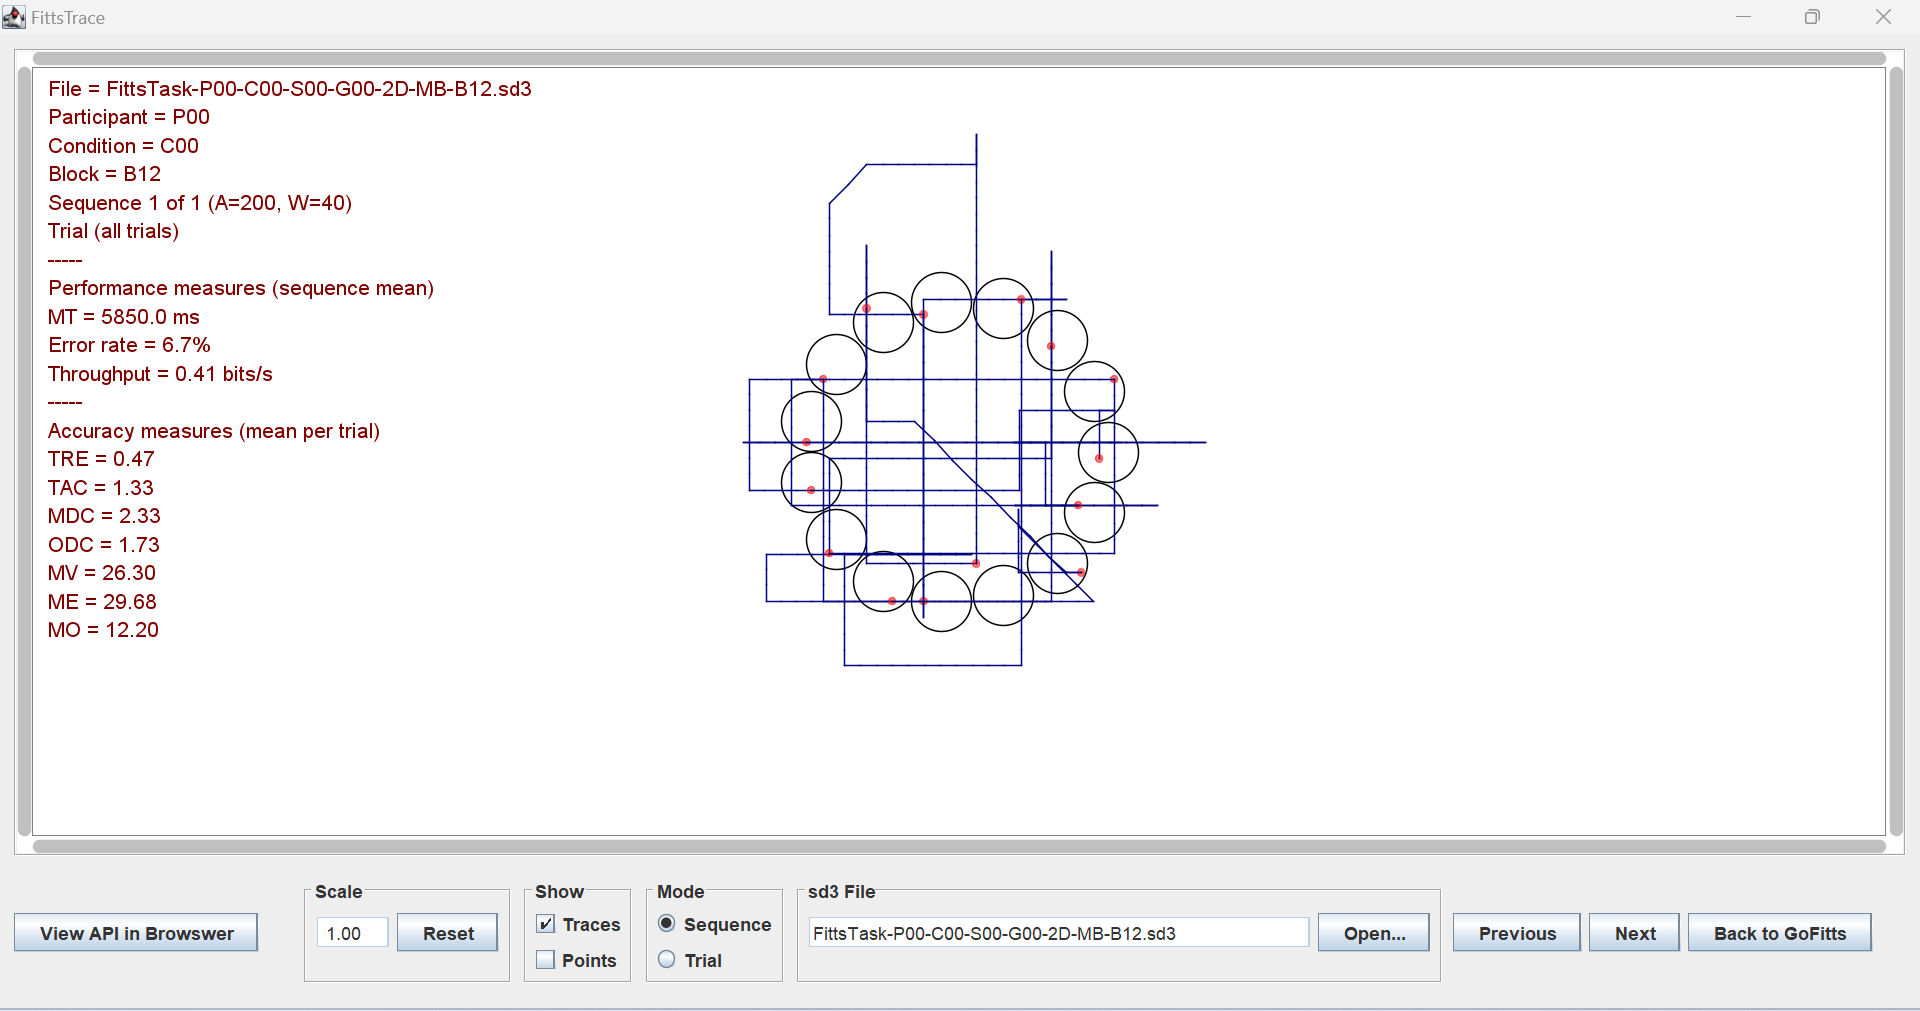 FittsTrace
File = FittsTask-P00-C00-S00-G00-2D-MB-B12.sd3
Participant = P00
Condition = C00
Block = B12
Sequence 1 of 1 (A=200, W=40)
Trial (all trials)
-----
Performance measures (sequence mean)
MT = 5850.0 ms
Error rate = 6.7%
Throughput = 0.41 bits/s
-----
Accuracy measures (mean per trial)
TRE = 0.47
TAC = 1.33
MDC = 2.33
ODC = 1.73
MV = 26.30
ME = 29.68
MO = 12.20
View API in Browswer
Scale
1.00
Reset
Show
Traces
Points
Mode
Sequence
Trial
sd3 File
FittsTask-P00-C00-S00-G00-2D-MB-B12.sd3
Open...
Previous
Next
Back to GoFitts